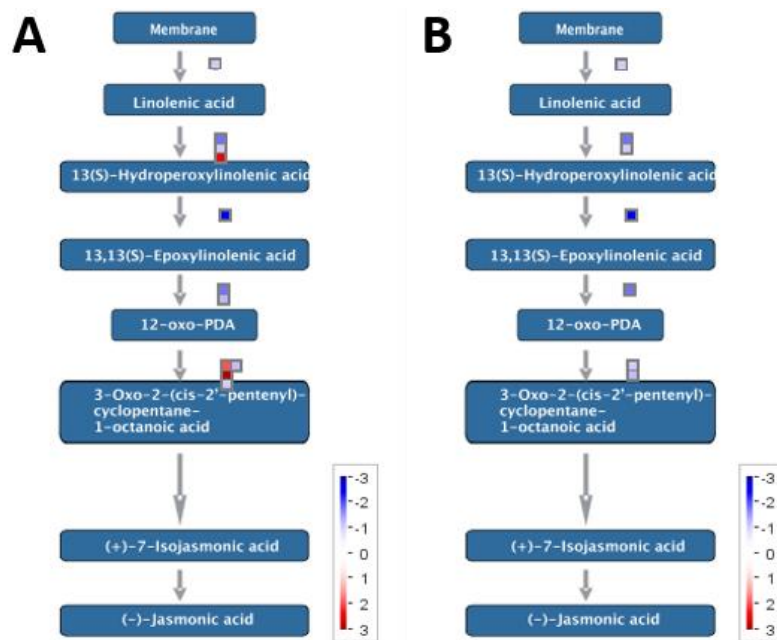 A
Membrane
Linolenic acid
13(S)-Hydroperoxylinolenic acid
13,13(S)-Epoxylinolenic acid
12-oxo-PDA
3-Oxo-2-(cis-2'-pentenyl)-
cyclopentane-
1-octanoic acid
(+)-7-Isojasmonic acid
(-)-Jasmonic acid
-3
-2
-1
0
1
2
3
B
Membrane
Linolenic acid
13(S)-Hydroperoxylinolenic acid
13,13(S)-Epoxylinolenic acid
12-oxo-PDA
3-Oxo-2-(cis-2'-pentenyl)-
cyclopentane-
1-octanoic acid
(+)-7-Isojasmonic acid
(-)-Jasmonic acid
-3
-2
-1
0
1
2
3